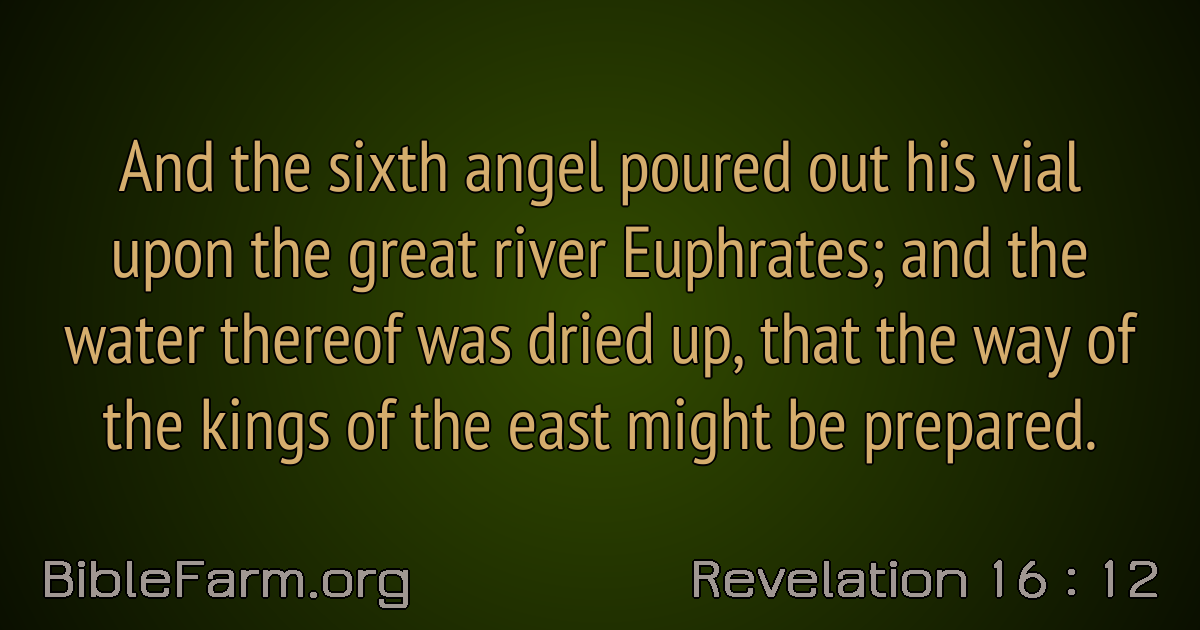 And the sixth angel poured out his vial
upon the great river Euphrates; and the
water thereof was dried up, that the way of
the kings of the east might be prepared.
BibleFarm.org
Revelation 16 : 12